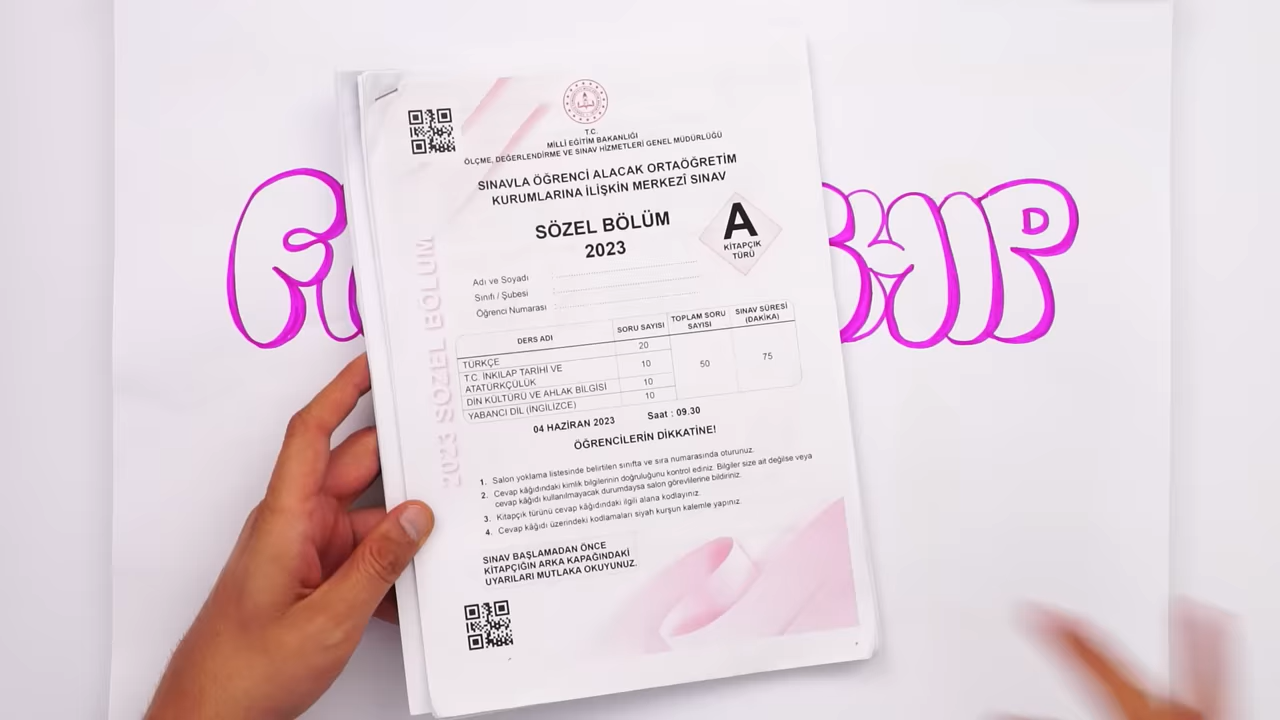 T.C.
MİLLİ EĞİTİM BAKANLIĞI
ÖLÇME, DEĞERLENDİRME VE SINAV HİZMETLERİ GENEL MÜDÜRLÜĞÜ
SINAVLA ÖĞRENCİ ALACAK ORTAÖĞRETİM
KURUMLARINA İLİŞKİN MERKEZÎ SINAV
SÖZEL BÖLÜM
2023
A
KİTAPÇIK
TÜRÜ
Adı ve Soyadı
Sınıfı / Şubesi
Öğrenci Numarası
2023 SÖZEL BÖLÜM
DERS ADI SORU SAYISI TOPLAM SORU SAYISI SINAV SÜRESİ (DAKİKA)
TÜRKÇE 20
T.C. İNKILAP TARİHİ VE
ATATÜRKÇÜLÜK 10 50 75
DİN KÜLTÜRÜ VE AHLAK BİLGİSİ 10
YABANCI DİL (İNGİLİZCE) 10
04 HAZİRAN 2023 Saat : 09.30
ÖĞRENCİLERİN DİKKATİNE!
1. Salon yoklama listesinde belirtilen sınıfta ve sıra numarasında oturunuz.
2. Cevap kâğıdındaki kimlik bilgilerinin doğruluğunu kontrol ediniz. Bilgiler size ait değilse veya
cevap kâğıdı kullanılmayacak durumdaysa salon görevlilerine bildiriniz.
3. Kitapçık türünü cevap kâğıdındaki ilgili alana kodlayınız.
4. Cevap kâğıdı üzerindeki kodlamaları siyah kurşun kalemle yapınız.
SINAV BAŞLAMADAN ÖNCE
KİTAPÇIĞIN ARKA KAPAĞINDAKİ
UYARILARI MUTLAKA OKUYUNUZ.